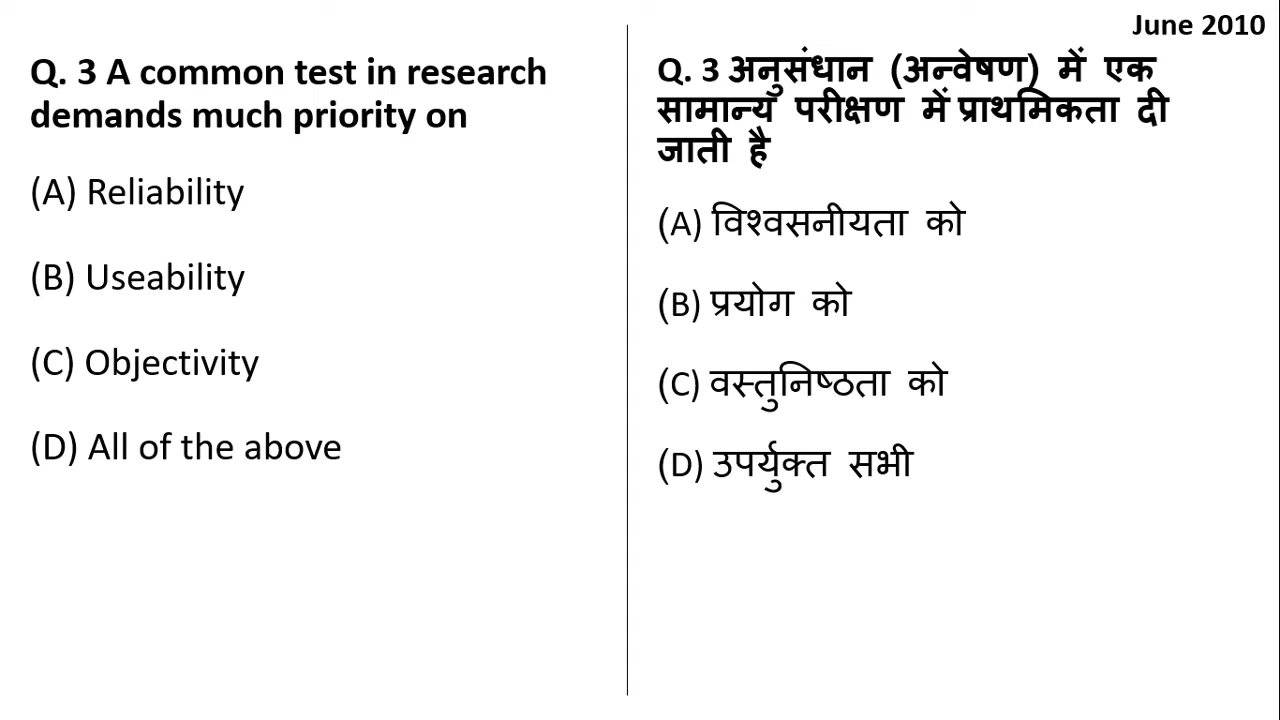 June 2010
Q. 3 A common test in research
demands much priority on
(A) Reliability
(B) Useability
(C) Objectivity
(D) All of the above
Q. 3 अनुसंधान (अन्वेषण) में एक
सामान्य परीक्षण में प्राथमिकता दी
जाती है
(A) विश्वसनीयता को
(B) प्रयोग को
(C) वस्तुनिष्ठता को
(D) उपर्युक्त सभी